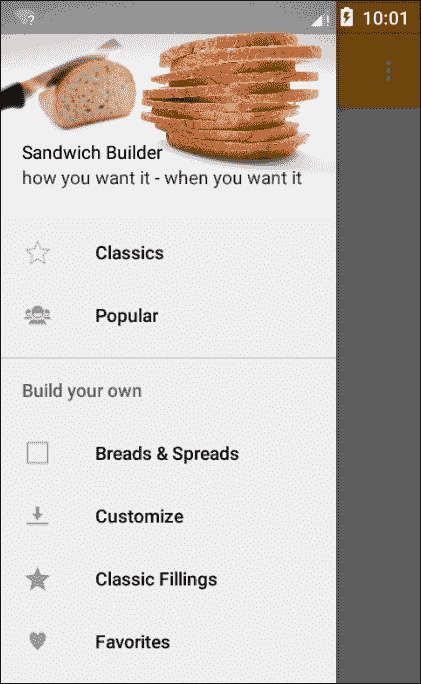 10:01
Sandwich Builder
how you want it - when you want it
Classics
Popular
Build your own
Breads & Spreads
Customize
Classic Fillings
Favorites